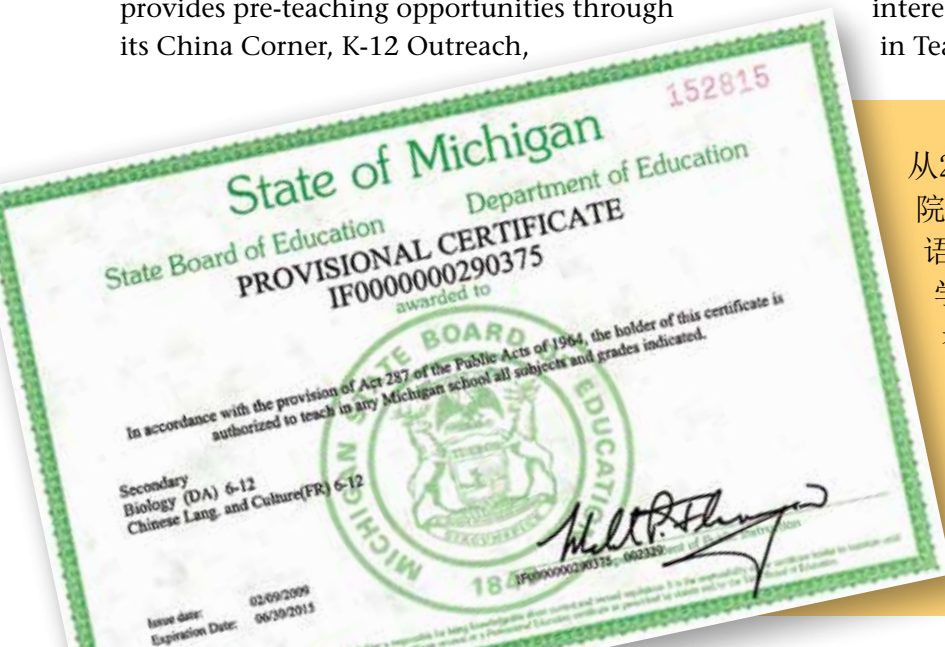 provides pre-teaching opportunities through
its China Corner, K-12 Outreach,
in Tea
152815
State of Michigan
State Board of Education Department of Education
PROVISIONAL CERTIFICATE
IF0000000290375
awarded to
MICHIGAN STATE BOARD OF EDUCATION
In accordance with the provision of Act 287 of the Public Acts of 1964, the holder of this certificate is
authorized to teach in any Michigan school all subjects and grades indicated.
Secondary
Biology (DA) 6-12
Chinese Lang. and Culture(FR) 6-12
IF0000000290375 002329
Issue date: 02/09/2009
Expiration Date: 06/30/2015
从2
院
语